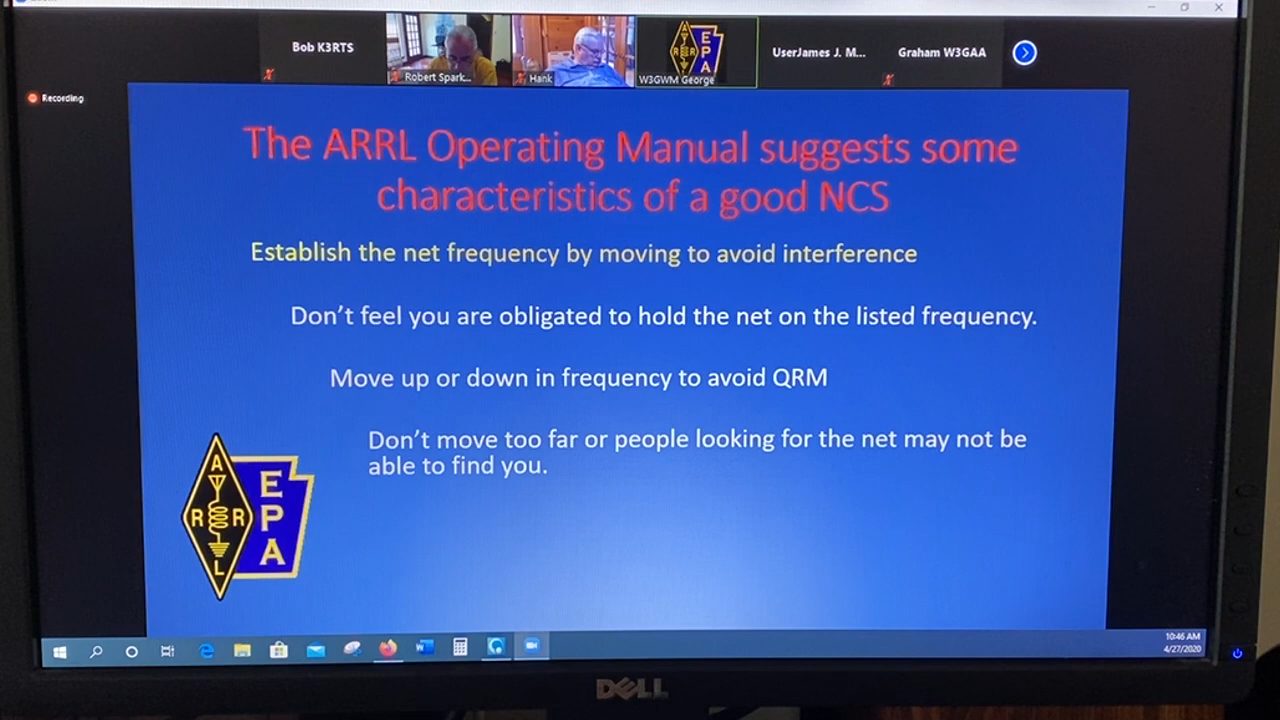 Bob K3RTS
Robert Spark...
Hank
A
R R
L
E
P
A
W3GWM George
UserJames J. M...
Graham W3GAA
Recording
The ARRL Operating Manual suggests some
characteristics of a good NCS
Establish the net frequency by moving to avoid interference
Don't feel you are obligated to hold the net on the listed frequency.
Move up or down in frequency to avoid QRM
Don't move too far or people looking for the net may not be
able to find you.
A
R R
L
E
P
A
10:46 AM
4/27/2020
DELL